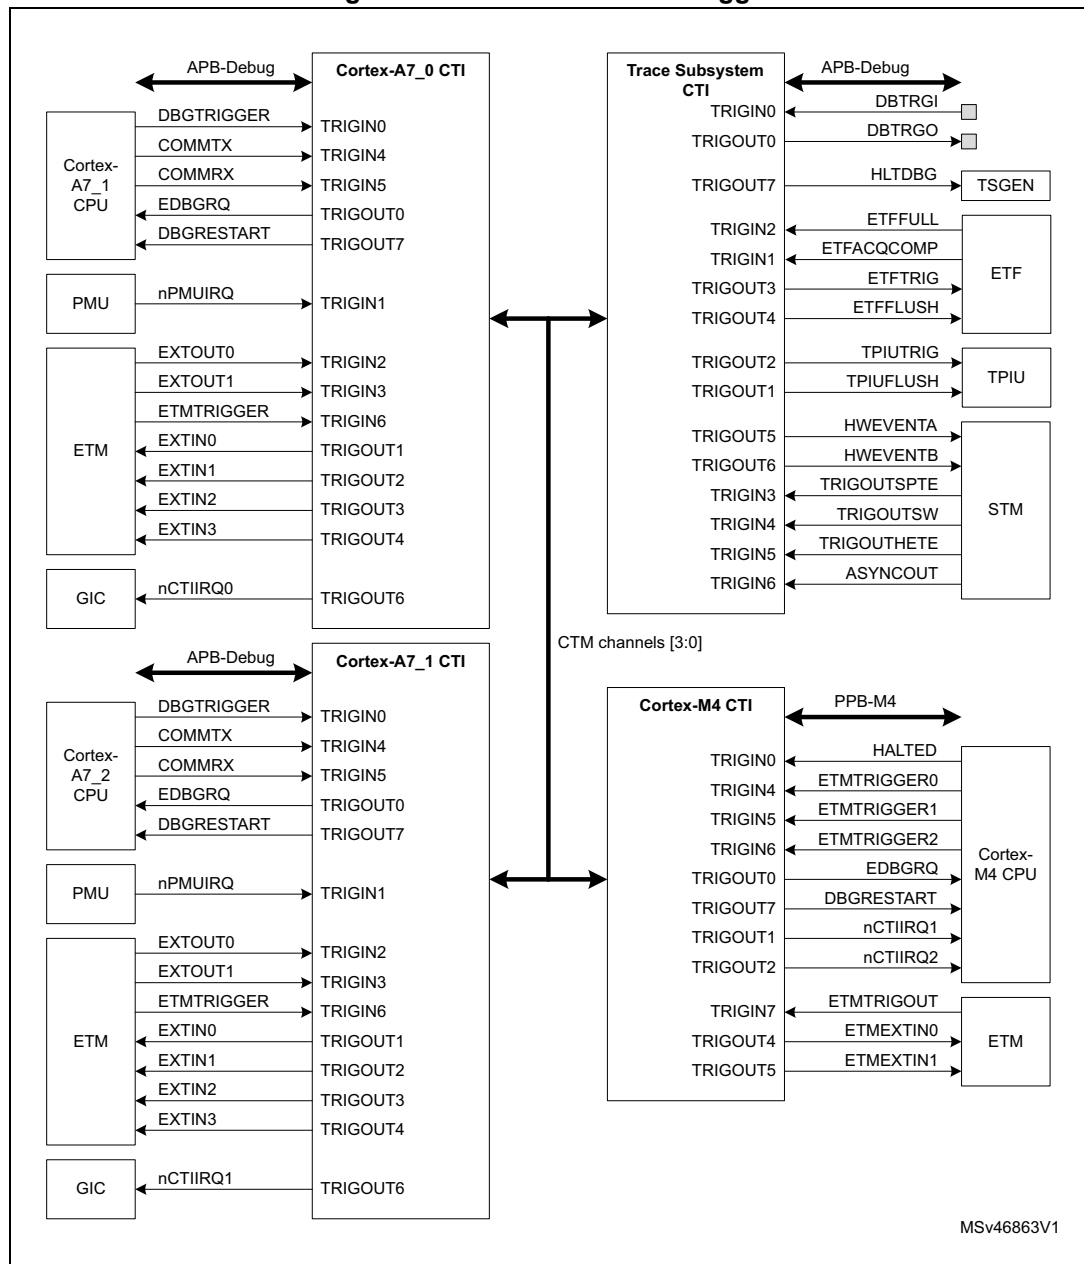 APB-Debug
Cortex-A7_0 CTI
Cortex-
A7_1
CPU
DBGTRIGGER
TRIGIN0
COMMTX
TRIGIN4
COMMRX
TRIGIN5
EDBGRQ
TRIGOUT0
DBGRESTART
TRIGOUT7
PMU
nPMUIRQ
TRIGIN1
ETM
EXTOUT0
TRIGIN2
EXTOUT1
TRIGIN3
ETMTRIGGER
TRIGIN6
EXTIN0
TRIGOUT1
EXTIN1
TRIGOUT2
EXTIN2
TRIGOUT3
EXTIN3
TRIGOUT4
GIC
nCTIIRQ0
TRIGOUT6
Trace Subsystem
CTI
APB-Debug
TRIGIN0
DBTRGI
TRIGOUT0
DBTRGO
TRIGOUT7
HLTDBG
TSGEN
TRIGIN2
ETFFULL
TRIGIN1
ETFACQCOMP
TRIGOUT3
ETFTRIG
TRIGOUT4
ETFFLUSH
ETF
TRIGOUT2
TPIUTRIG
TRIGOUT1
TPIUFLUSH
TPIU
TRIGOUT5
HWEVENTA
TRIGOUT6
HWEVENTB
TRIGIN3
TRIGOUTSPTE
TRIGIN4
TRIGOUTSW
TRIGIN5
TRIGOUTHETE
TRIGIN6
ASYNCOUT
STM
CTM channels [3:0]
APB-Debug
Cortex-A7_1 CTI
Cortex-
A7_2
CPU
DBGTRIGGER
TRIGIN0
COMMTX
TRIGIN4
COMMRX
TRIGIN5
EDBGRQ
TRIGOUT0
DBGRESTART
TRIGOUT7
PMU
nPMUIRQ
TRIGIN1
ETM
EXTOUT0
TRIGIN2
EXTOUT1
TRIGIN3
ETMTRIGGER
TRIGIN6
EXTIN0
TRIGOUT1
EXTIN1
TRIGOUT2
EXTIN2
TRIGOUT3
EXTIN3
TRIGOUT4
GIC
nCTIIRQ1
TRIGOUT6
Cortex-M4 CTI
PPB-M4
TRIGIN0
HALTED
TRIGIN4
ETMTRIGGER0
TRIGIN5
ETMTRIGGER1
TRIGIN6
ETMTRIGGER2
TRIGOUT0
EDBGRQ
TRIGOUT7
DBGRESTART
TRIGOUT1
nCTIIRQ1
TRIGOUT2
nCTIIRQ2
Cortex-
M4 CPU
TRIGIN7
ETMTRIGOUT
TRIGOUT4
ETMEXTIN0
TRIGOUT5
ETMEXTIN1
ETM
MSv46863V1